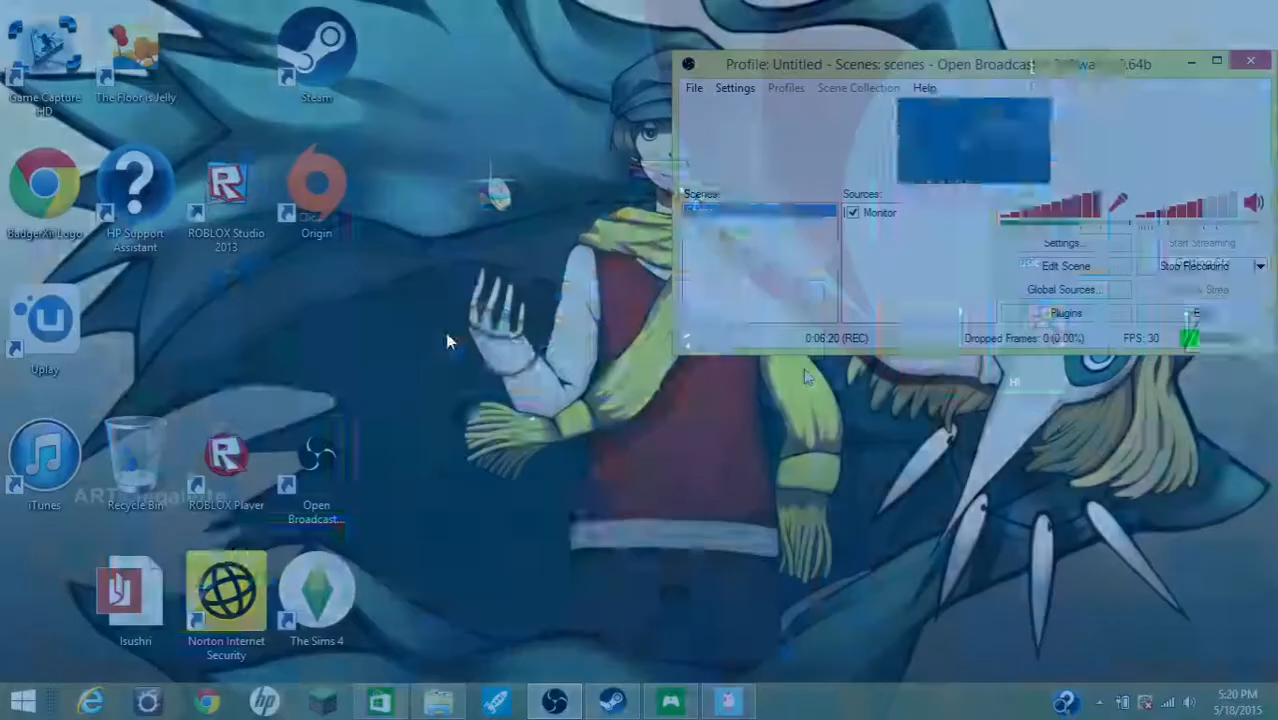 Game Capture
HD
The Floor is Jelly
Steam
Profile: Untitled - Scenes: scenes - Open Broadcast
.64b
File Settings Profiles Scene Collection Help
Scenes:
Sources:
Monitor
HP Support
Assistant
ROBLOX Studio
2013
Origin
Settings...
Start Streaming
Edit Scene
Stop Recording
Global Sources...
Plugins
0:06:20 (REC)
Dropped Frames: 0 (0.00%)
FPS: 30
Uplay
Hi
iTunes
Recycle Bin
ROBLOX Player
Open
Broadcast...
Isushri
Norton Internet
Security
The Sims 4
5:20 PM
5/18/2015